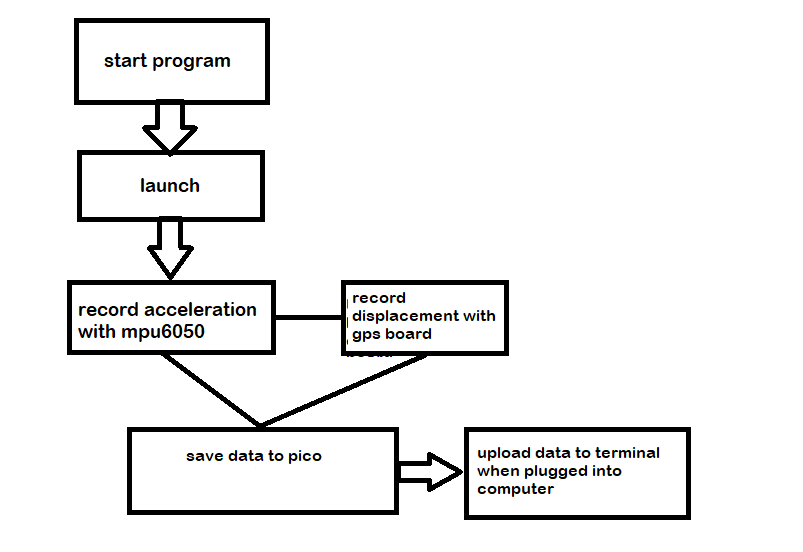 start program
launch
record acceleration
with mpu6050
record
displacement with
gps board
save data to pico
upload data to terminal
when plugged into
computer